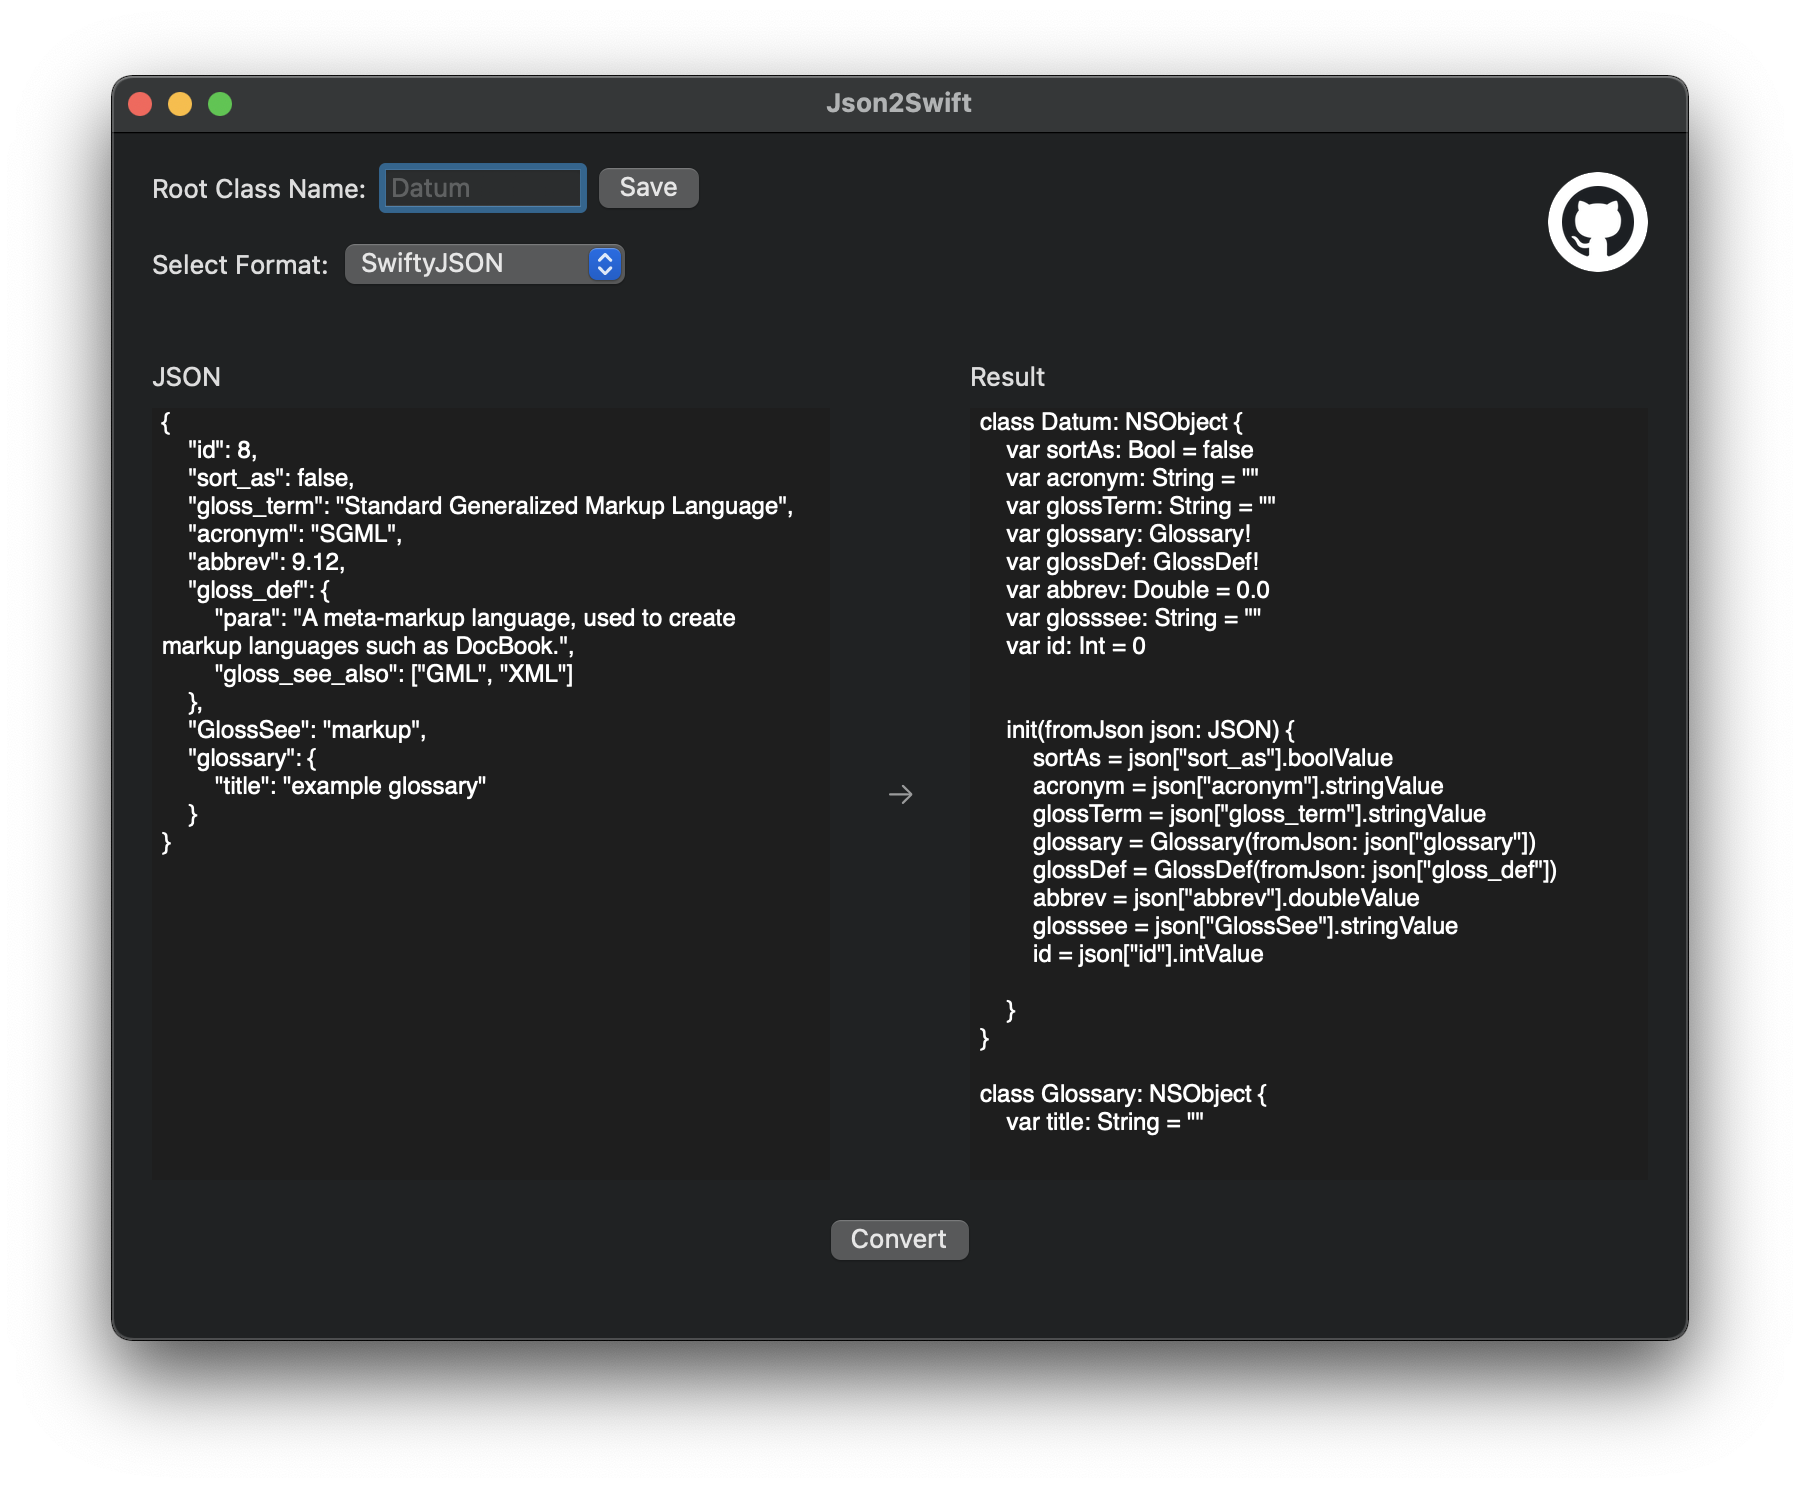 Json2Swift
Root Class Name: Datum Save
Select Format: SwiftyJSON
JSON
{
"id": 8,
"sort_as": false,
"gloss_term": "Standard Generalized Markup Language",
"acronym": "SGML",
"abbrev": 9.12,
"gloss_def": {
"para": "A meta-markup language, used to create
markup languages such as DocBook.",
"gloss_see_also": ["GML", "XML"]
},
"GlossSee": "markup",
"glossary": {
"title": "example glossary"
}
}
→
Result
class Datum: NSObject {
var sortAs: Bool = false
var acronym: String = ""
var glossTerm: String = ""
var glossary: Glossary!
var glossDef: GlossDef!
var abbrev: Double = 0.0
var glosssee: String = ""
var id: Int = 0
init(fromJson json: JSON) {
sortAs = json["sort_as"].boolValue
acronym = json["acronym"].stringValue
glossTerm = json["gloss_term"].stringValue
glossary = Glossary(fromJson: json["glossary"])
glossDef = GlossDef(fromJson: json["gloss_def"])
abbrev = json["abbrev"].doubleValue
glosssee = json["GlossSee"].stringValue
id = json["id"].intValue
}
}
class Glossary: NSObject {
var title: String = ""
Convert